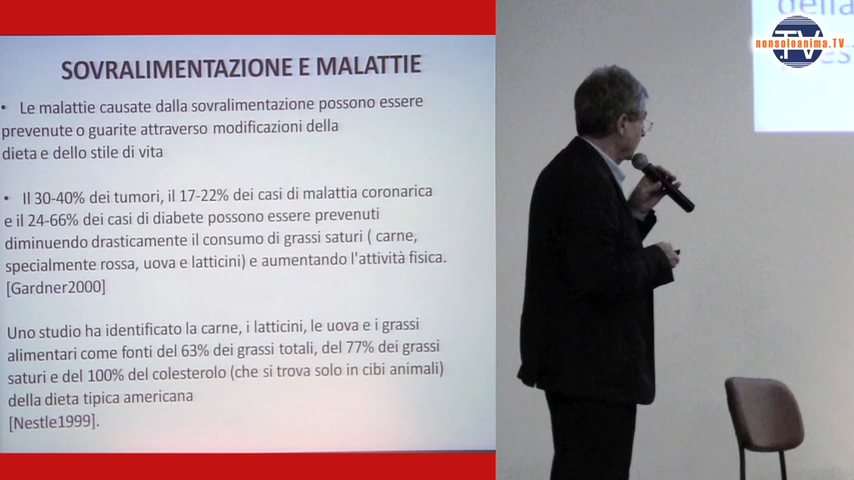 SOVRALIMENTAZIONE E MALATTIE
• Le malattie causate dalla sovralimentazione possono essere
prevenute o guarite attraverso modificazioni della
dieta e dello stile di vita
• Il 30-40% dei tumori, il 17-22% dei casi di malattia coronarica
e il 24-66% dei casi di diabete possono essere prevenuti
diminuendo drasticamente il consumo di grassi saturi ( carne,
specialmente rossa, uova e latticini) e aumentando l'attività fisica.
[Gardner2000]
Uno studio ha identificato la carne, i latticini, le uova e i grassi
alimentari come fonti del 63% dei grassi totali, del 77% dei grassi
saturi e del 100% del colesterolo (che si trova solo in cibi animali)
della dieta tipica americana
[Nestle1999].
della
TV
nonsoloanima.TV